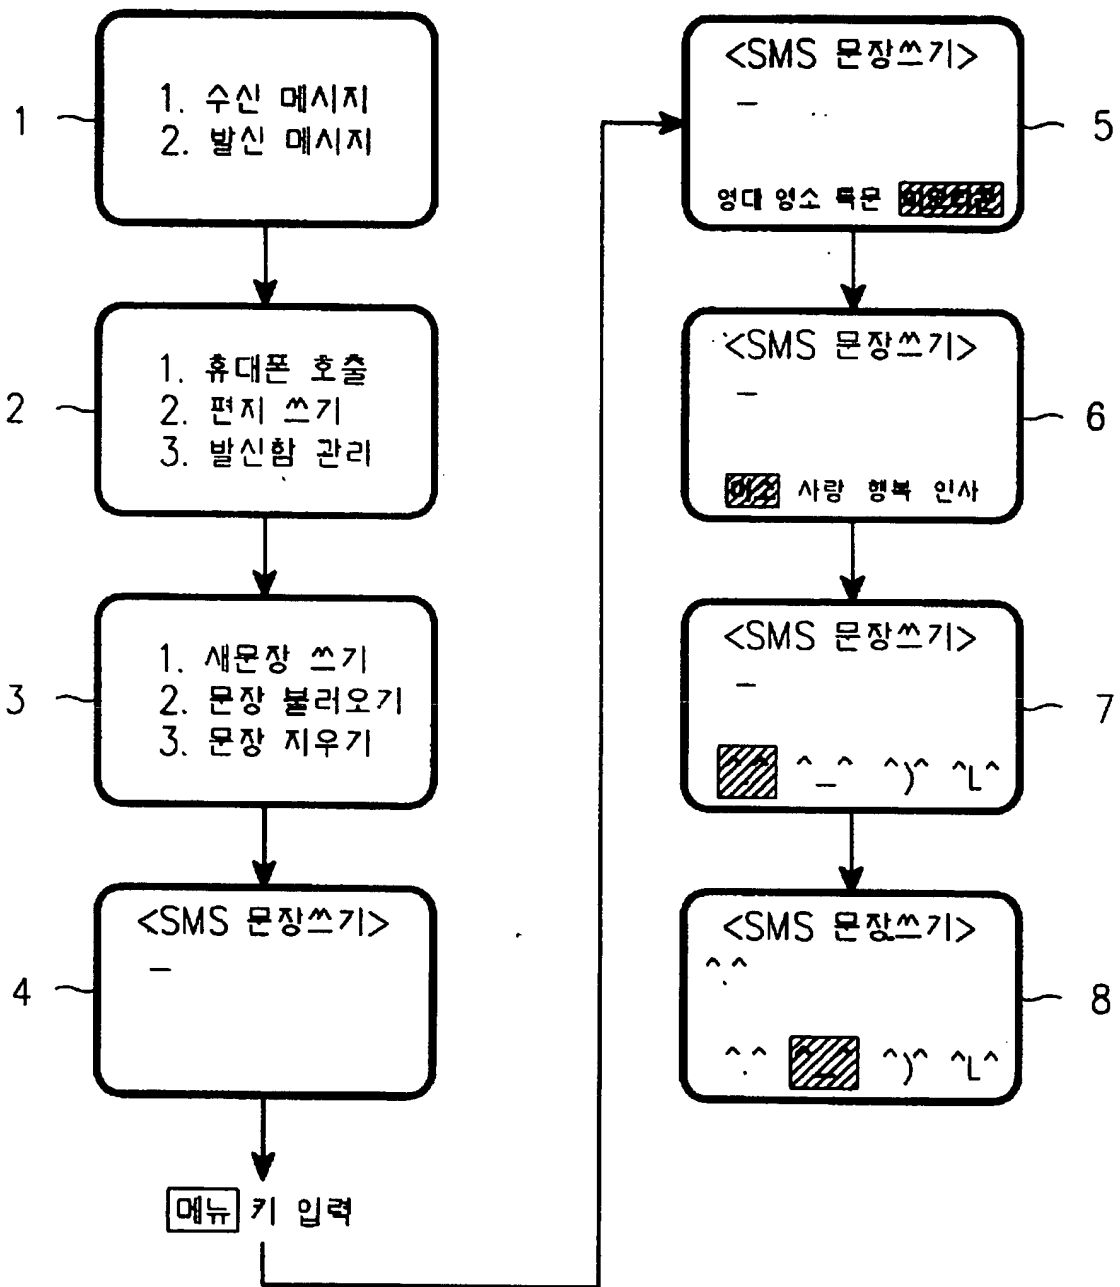 1. 수신 메시지
2. 발신 메시지
1
1. 휴대폰 호출
2. 편지 쓰기
3. 발신함 관리
2
1. 새문장 쓰기
2. 문장 불러오기
3. 문장 지우기
3
<SMS 문장쓰기>
_
4
메뉴 키 입력
<SMS 문장쓰기>
_
영대 영소 특문
5
<SMS 문장쓰기>
_
사랑 행복 인사
6
<SMS 문장쓰기>
_
^.^ ^_^ ^)^ ^L^
7
<SMS 문장쓰기>
^.^
^.^ ^_^ ^)^ ^L^
8